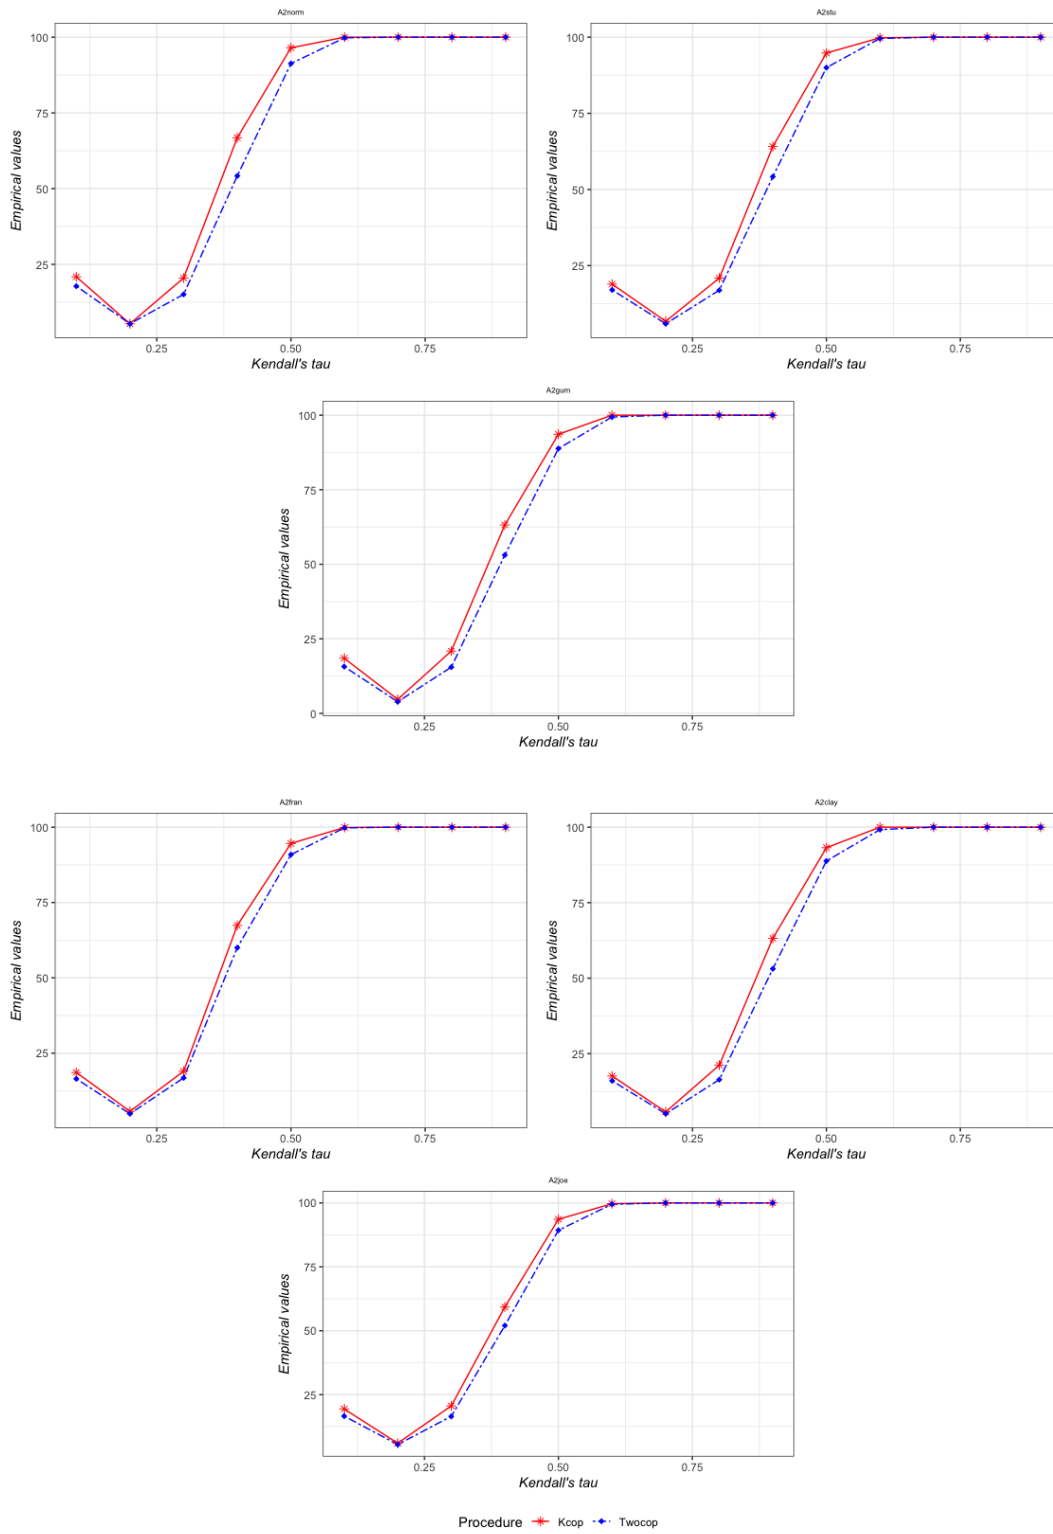 A2norm
100
75
50
25
Empirical values
0.25 0.50 0.75
Kendall's tau
A2stu
100
75
50
25
Empirical values
0.25 0.50 0.75
Kendall's tau
A2gum
100
75
50
25
0
Empirical values
0.25 0.50 0.75
Kendall's tau
A2fran
100
75
50
25
Empirical values
0.25 0.50 0.75
Kendall's tau
A2clay
100
75
50
25
Empirical values
0.25 0.50 0.75
Kendall's tau
A2joe
100
75
50
25
Empirical values
0.25 0.50 0.75
Kendall's tau
Procedure Kcop Twocop